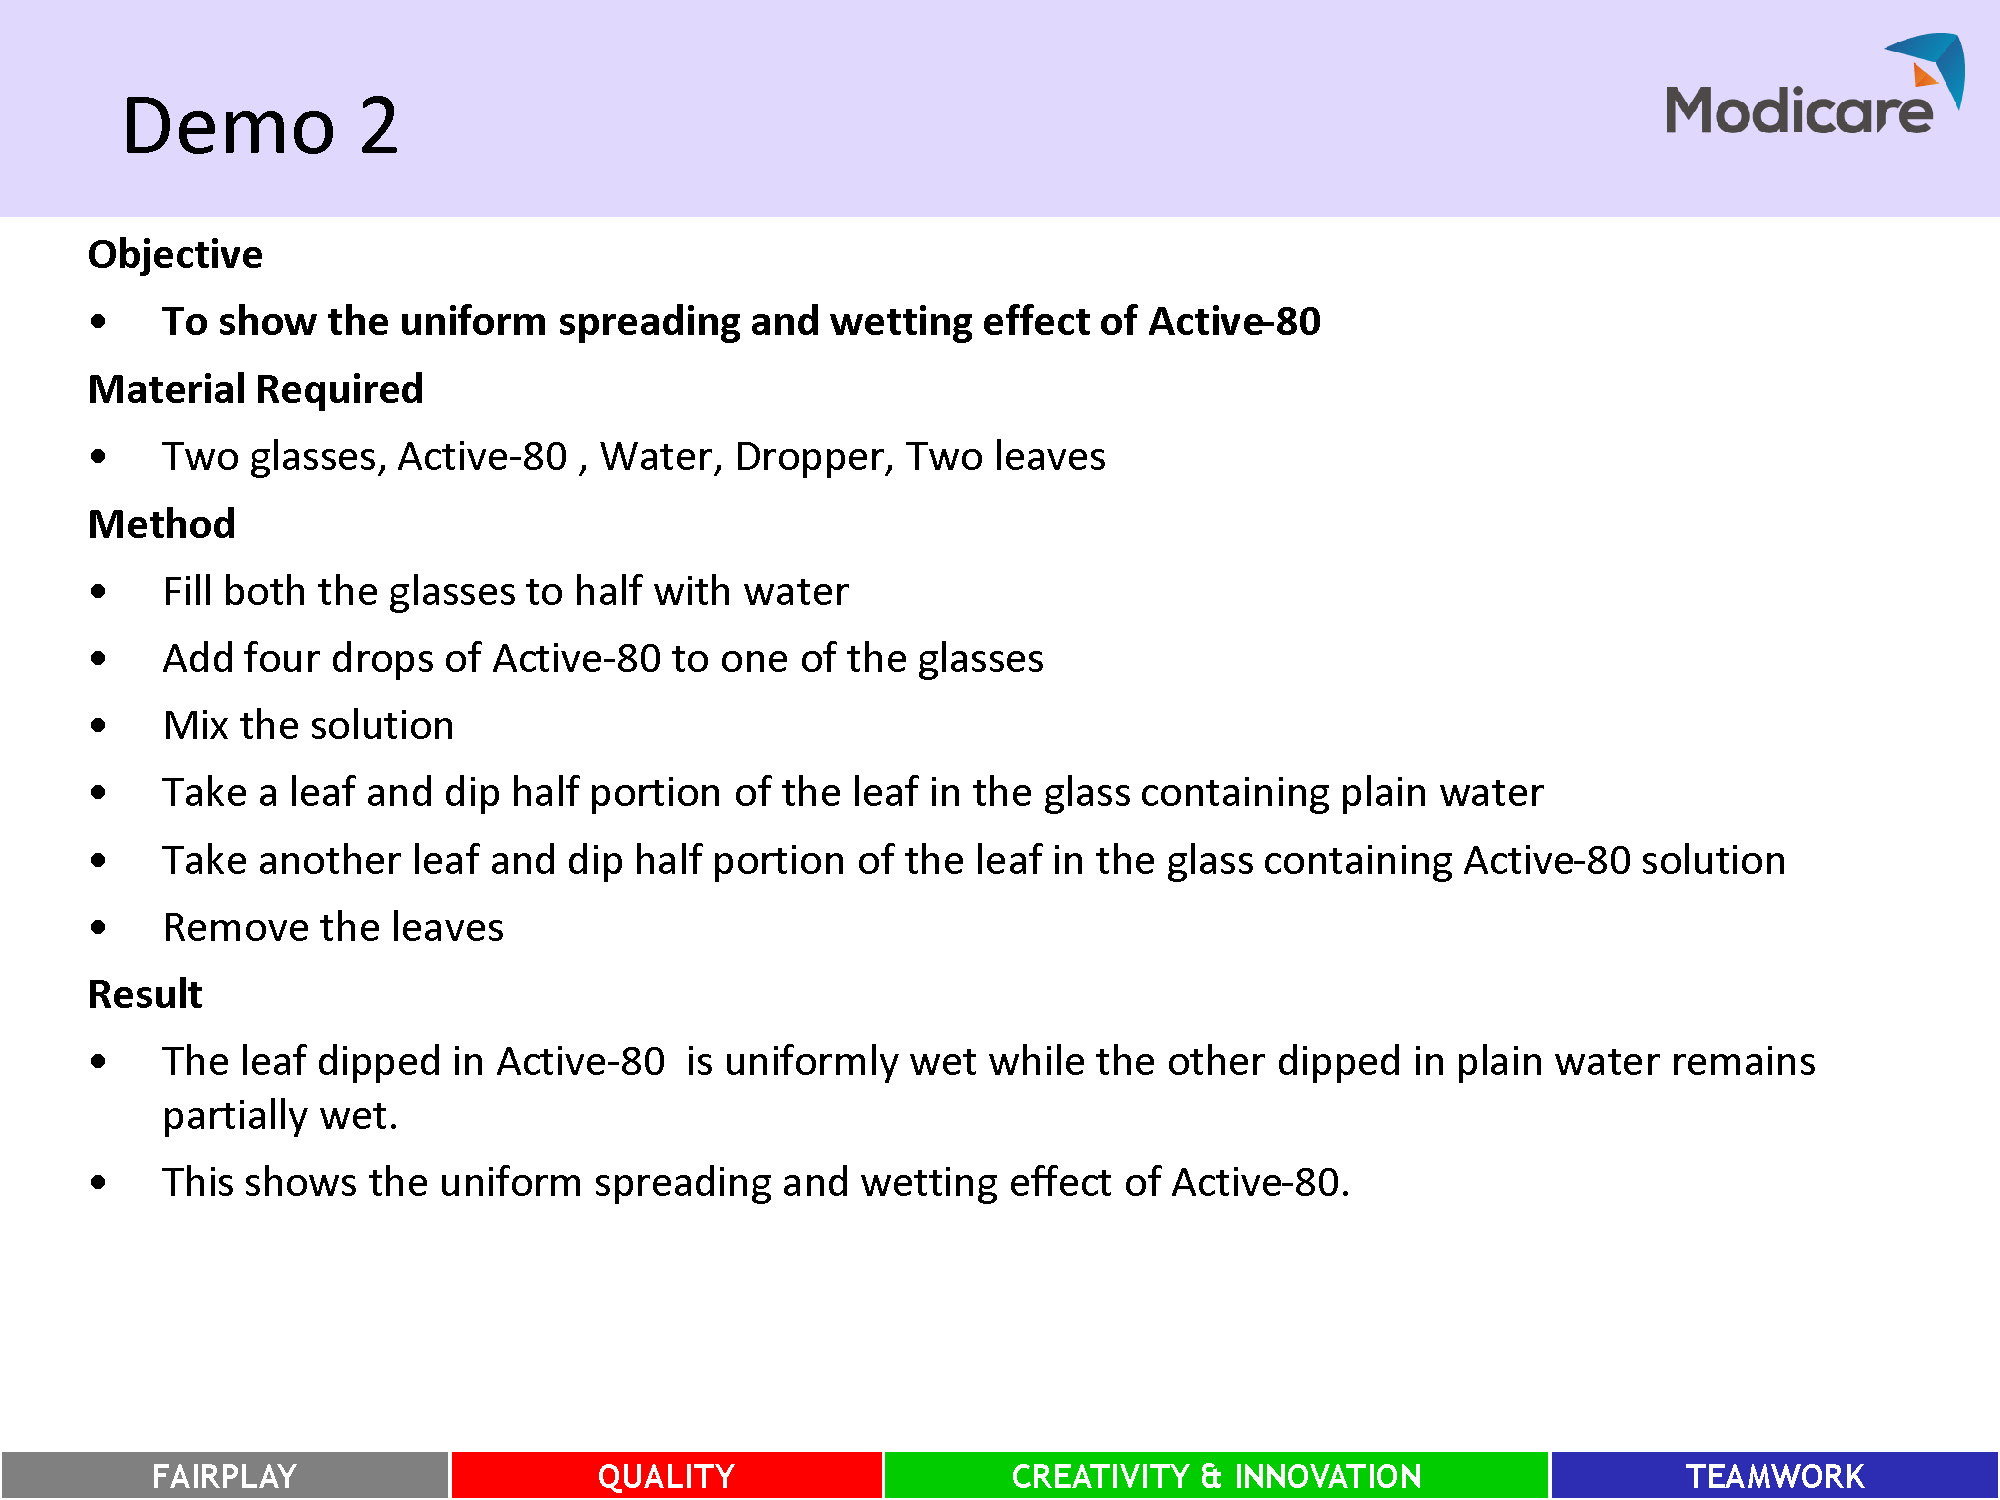 Demo 2
Modicare
Objective
• To show the uniform spreading and wetting effect of Active-80
Material Required
• Two glasses, Active-80 , Water, Dropper, Two leaves
Method
• Fill both the glasses to half with water
• Add four drops of Active-80 to one of the glasses
• Mix the solution
• Take a leaf and dip half portion of the leaf in the glass containing plain water
• Take another leaf and dip half portion of the leaf in the glass containing Active-80 solution
• Remove the leaves
Result
• The leaf dipped in Active-80 is uniformly wet while the other dipped in plain water remains
partially wet.
• This shows the uniform spreading and wetting effect of Active-80.
FAIRPLAY QUALITY CREATIVITY & INNOVATION TEAMWORK